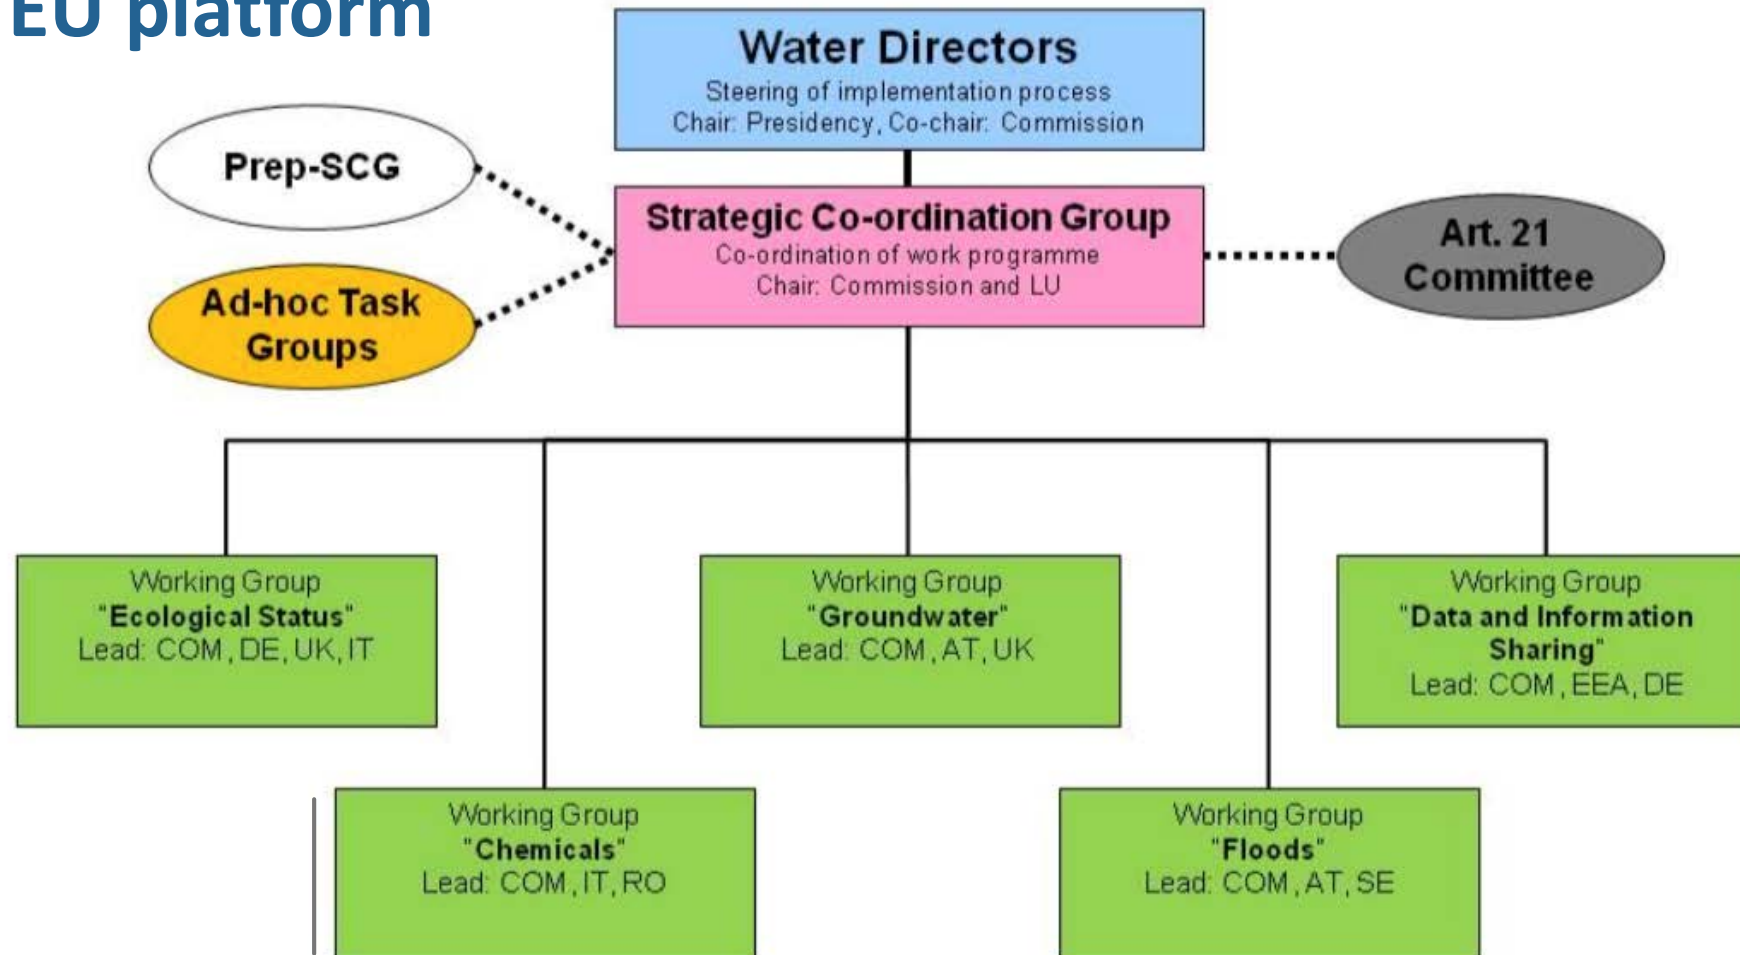 EU platform
Water Directors
Steering of implementation process
Chair: Presidency, Co-chair: Commission
Prep-SCG
Strategic Co-ordination Group
Co-ordination of work programme
Chair: Commission and LU
Art. 21
Committee
Ad-hoc Task
Groups
Working Group
"Ecological Status"
Lead: COM, DE, UK, IT
Working Group
"Groundwater"
Lead: COM, AT, UK
Working Group
"Data and Information
Sharing"
Lead: COM, EEA, DE
Working Group
"Chemicals"
Lead: COM, IT, RO
Working Group
"Floods"
Lead: COM, AT, SE